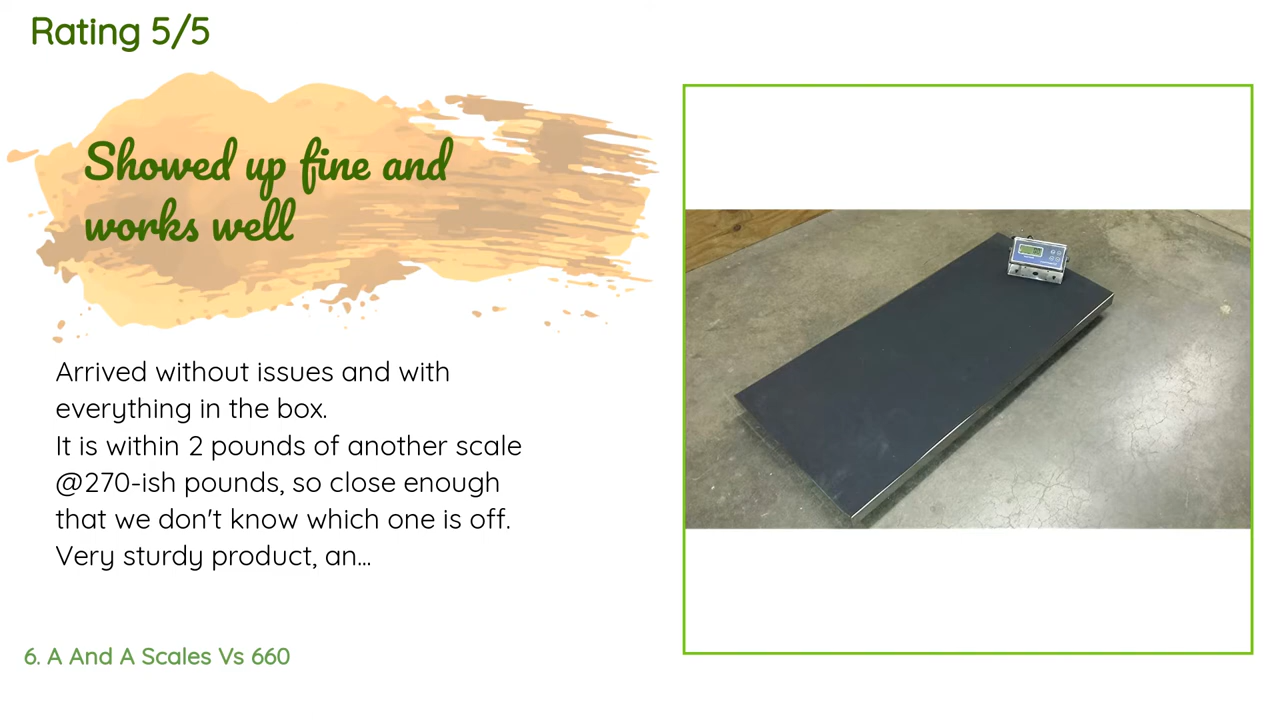 Rating 5/5
Showed up fine and
works well
Arrived without issues and with
everything in the box.
It is within 2 pounds of another scale
@270-ish pounds, so close enough
that we don't know which one is off.
Very sturdy product, an...
6. A And A Scales Vs 660